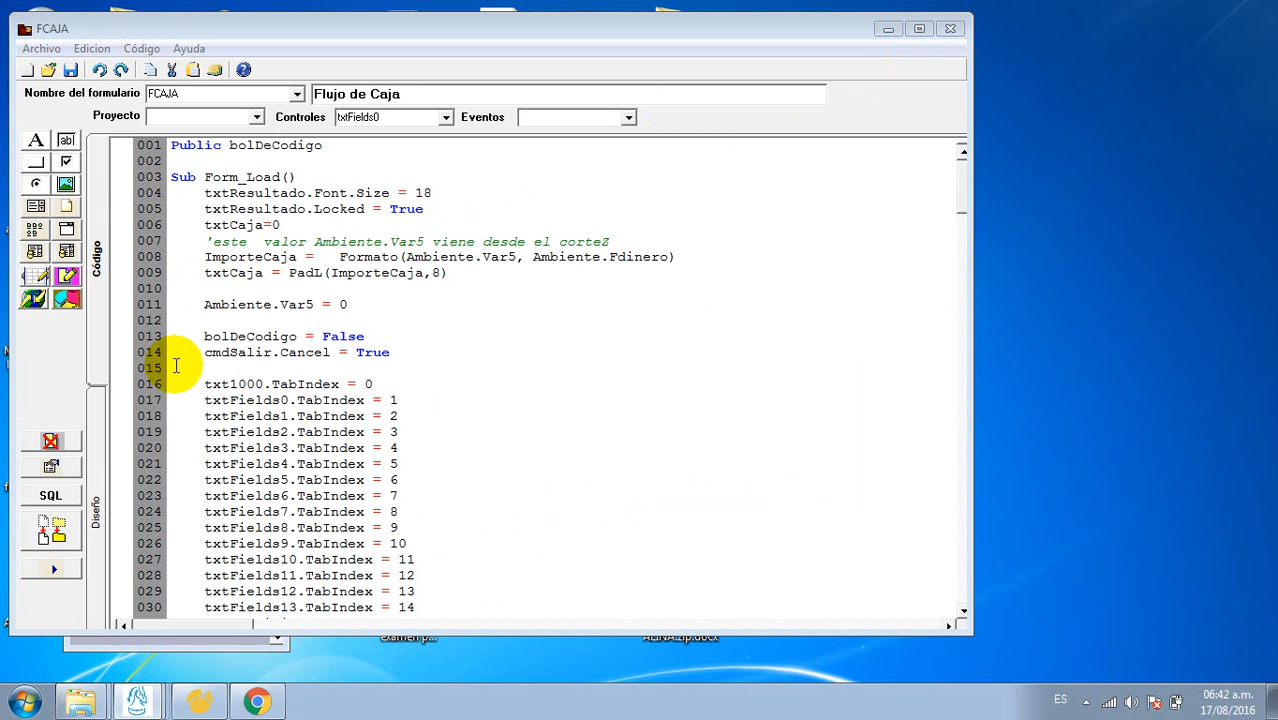 FCAJA
Archivo Edicion Código Ayuda
Nombre del formulario FCAJA Flujo de Caja
Proyecto Controles txtFields0 Eventos
A ab
Código
Diseño
SQL
001 Public bolDeCodigo
002
003 Sub Form_Load()
004 txtResultado.Font.Size = 18
005 txtResultado.Locked = True
006 txtCaja=0
007 'este valor Ambiente.Var5 viene desde el corteZ
008 ImporteCaja = Formato(Ambiente.Var5, Ambiente.Fdinero)
009 txtCaja = PadL(ImporteCaja,8)
010
011 Ambiente.Var5 = 0
012
013 bolDeCodigo = False
014 cmdSalir.Cancel = True
015
016 txt1000.TabIndex = 0
017 txtFields0.TabIndex = 1
018 txtFields1.TabIndex = 2
019 txtFields2.TabIndex = 3
020 txtFields3.TabIndex = 4
021 txtFields4.TabIndex = 5
022 txtFields5.TabIndex = 6
023 txtFields6.TabIndex = 7
024 txtFields7.TabIndex = 8
025 txtFields8.TabIndex = 9
026 txtFields9.TabIndex = 10
027 txtFields10.TabIndex = 11
028 txtFields11.TabIndex = 12
029 txtFields12.TabIndex = 13
030 txtFields13.TabIndex = 14
examen p...
ALINA.zip.docx
ES
06:42 a.m.
17/08/2016